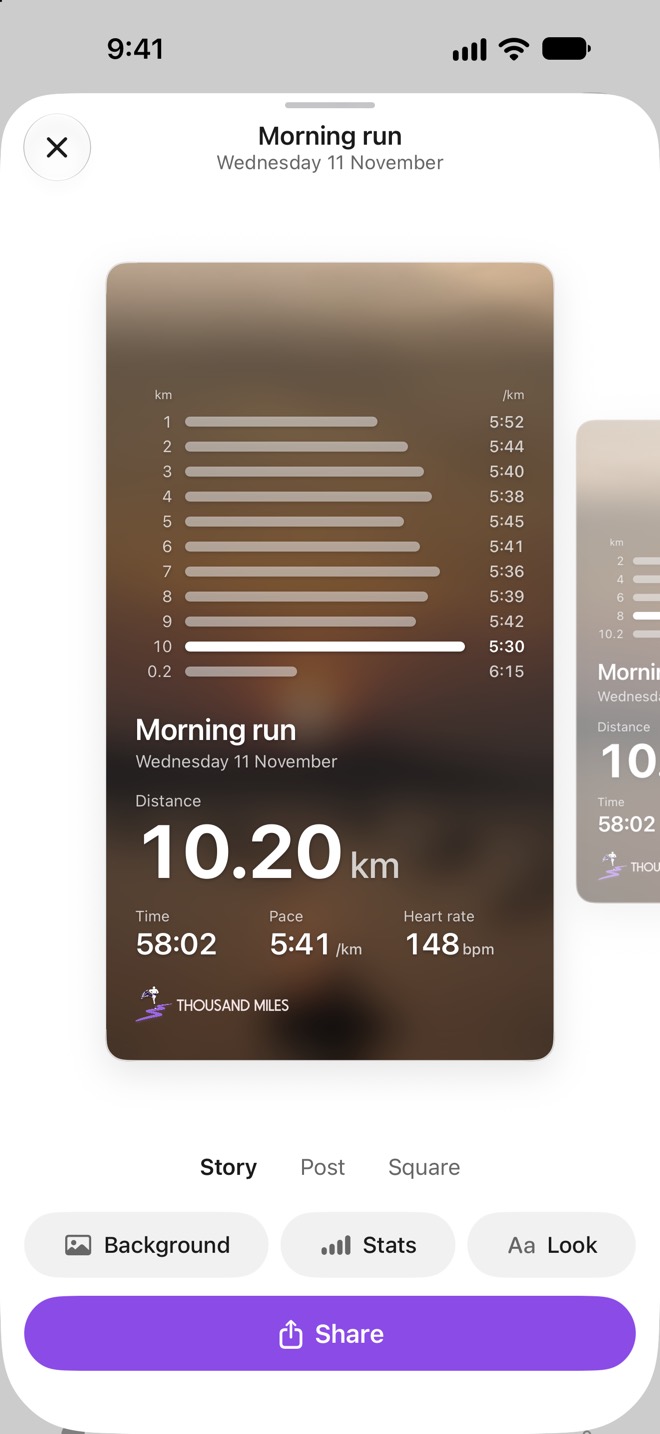 9:41
Morning run
Wednesday 11 November
km /km
1 5:52
2 5:44
3 5:40
4 5:38
5 5:45
6 5:41
7 5:36
8 5:39
9 5:42
10 5:30
0.2 6:15
Morning run
Wednesday 11 November
Distance
10.20 km
Time Pace Heart rate
58:02 5:41 /km 148 bpm
THOUSAND MILES
km
2
4
6
8
10.2
Distance
10.
Time
58:02
Story Post Square
Background Stats Aa Look
Share